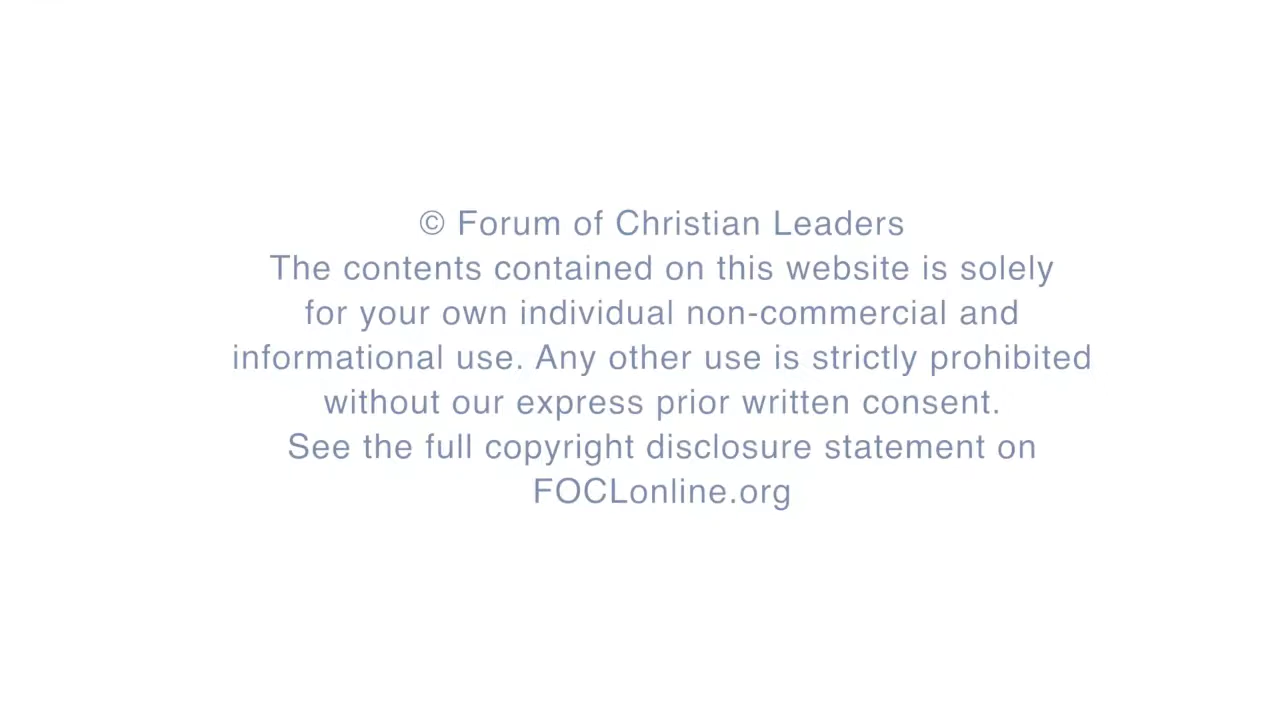 © Forum of Christian Leaders
The contents contained on this website is solely
for your own individual non-commercial and
informational use. Any other use is strictly prohibited
without our express prior written consent.
See the full copyright disclosure statement on
FOCLonline.org